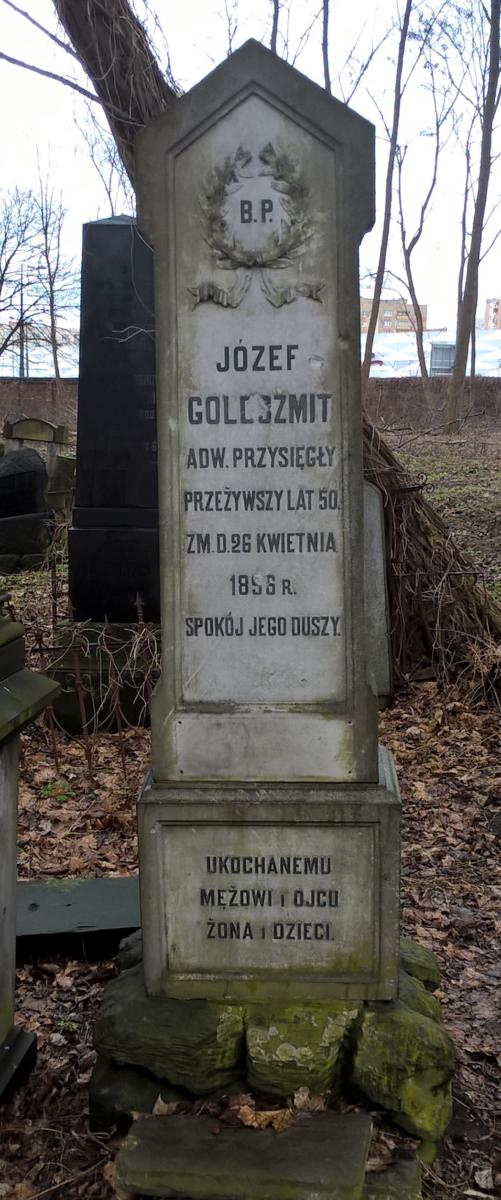 B.P.
JÓZEF
GOLDSZMIT
ADW. PRZYSIĘGŁY
PRZEŻYWSZY LAT 50.
ZM. D. 26 KWIETNIA
1896 R.
SPOKÓJ JEGO DUSZY.
UKOCHANEMU
MĘŻOWI I OJCU
ŻONA I DZIECI.